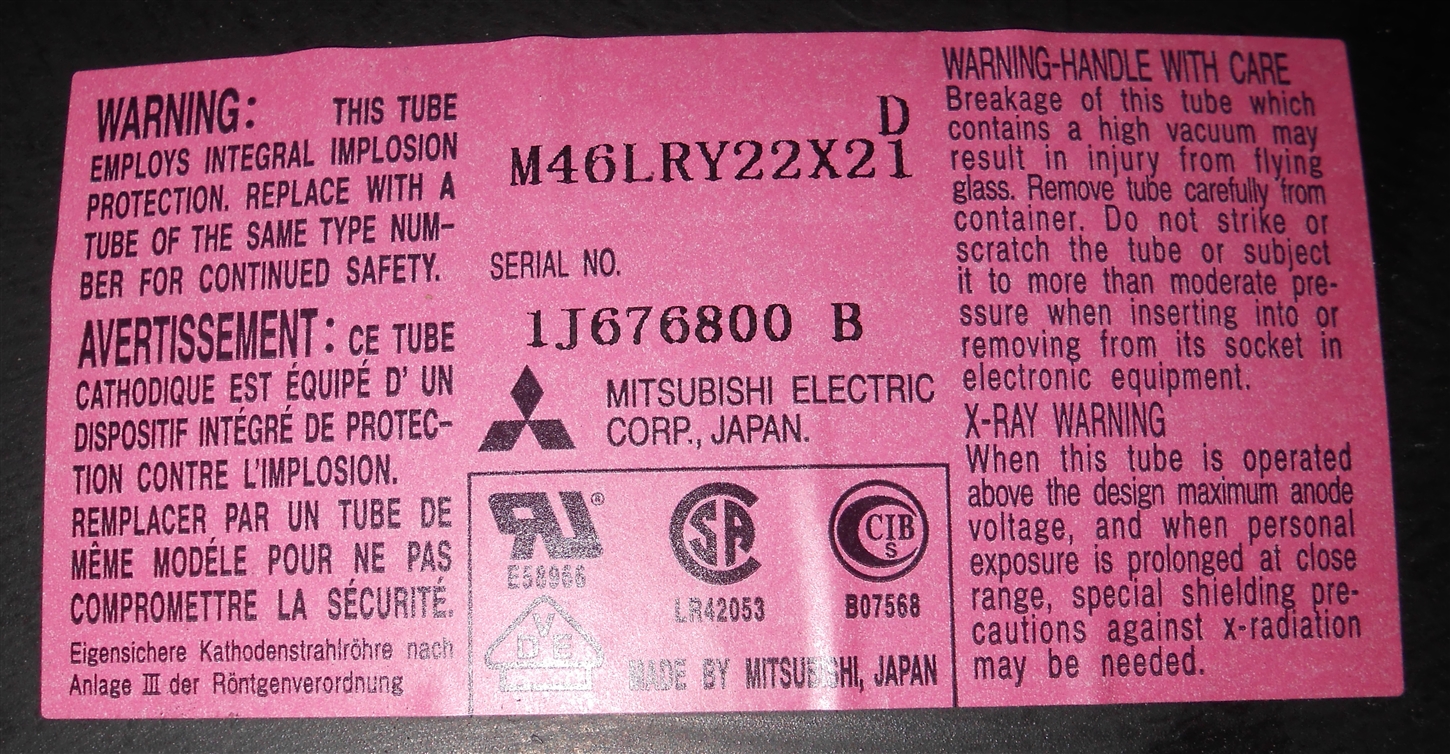 WARNING: THIS TUBE
EMPLOYS INTEGRAL IMPLOSION
PROTECTION. REPLACE WITH A
TUBE OF THE SAME TYPE NUM-
BER FOR CONTINUED SAFETY.
AVERTISSEMENT: CE TUBE
CATHODIQUE EST ÉQUIPÉ D' UN
DISPOSITIF INTÉGRÉ DE PROTEC-
TION CONTRE L'IMPLOSION.
REMPLACER PAR UN TUBE DE
MÊME MODÉLE POUR NE PAS
COMPROMETTRE LA SÉCURITÉ.
Eigensichere Kathodenstrahlröhre nach
Anlage III der Röntgenverordnung
D
M46LRY22X21
SERIAL NO.
1J676800 B
MITSUBISHI ELECTRIC
CORP., JAPAN.
RU®
E58966
SA
LR42053
CIB
S
B07568
VDE
MADE BY MITSUBISHI, JAPAN
WARNING-HANDLE WITH CARE
Breakage of this tube which
contains a high vacuum may
result in injury from flying
glass. Remove tube carefully from
container. Do not strike or
scratch the tube or subject
it to more than moderate pre-
ssure when inserting into or
removing from its socket in
electronic equipment.
X-RAY WARNING
When this tube is operated
above the design maximum anode
voltage, and when personal
exposure is prolonged at close
range, special shielding pre-
cautions against x-radiation
may be needed.